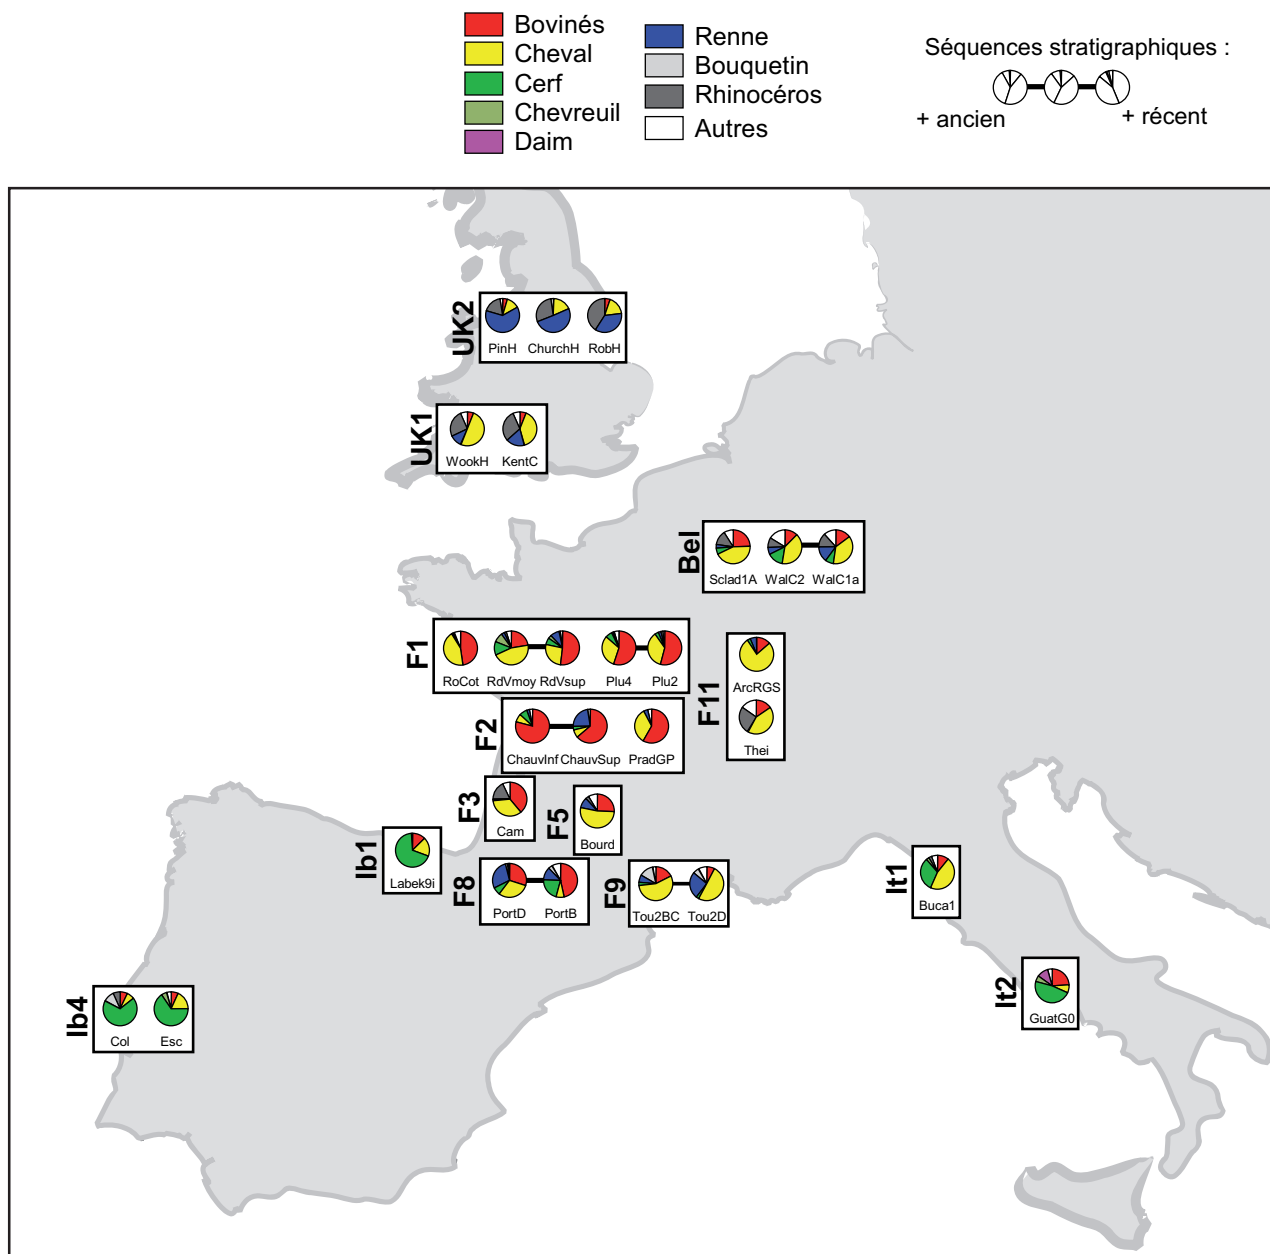 Bovinés
Cheval
Cerf
Chevreuil
Daim
Renne
Bouquetin
Rhinocéros
Autres
Séquences stratigraphiques :
+ ancien
+ récent
UK2
PinH ChurchH RobH
UK1
WookH KentC
Bel
Sclad1A WalC2 WalC1a
F1
RoCot RdVmoy RdVsup Plu4 Plu2
F11
ArcRGS
Thei
F2
ChauvInf ChauvSup PradGP
F3
Cam
F5
Bourd
Ib1
Labek9i
F8
PortD PortB
F9
Tou2BC Tou2D
It1
Buca1
It2
GuatG0
Ib4
Col Esc